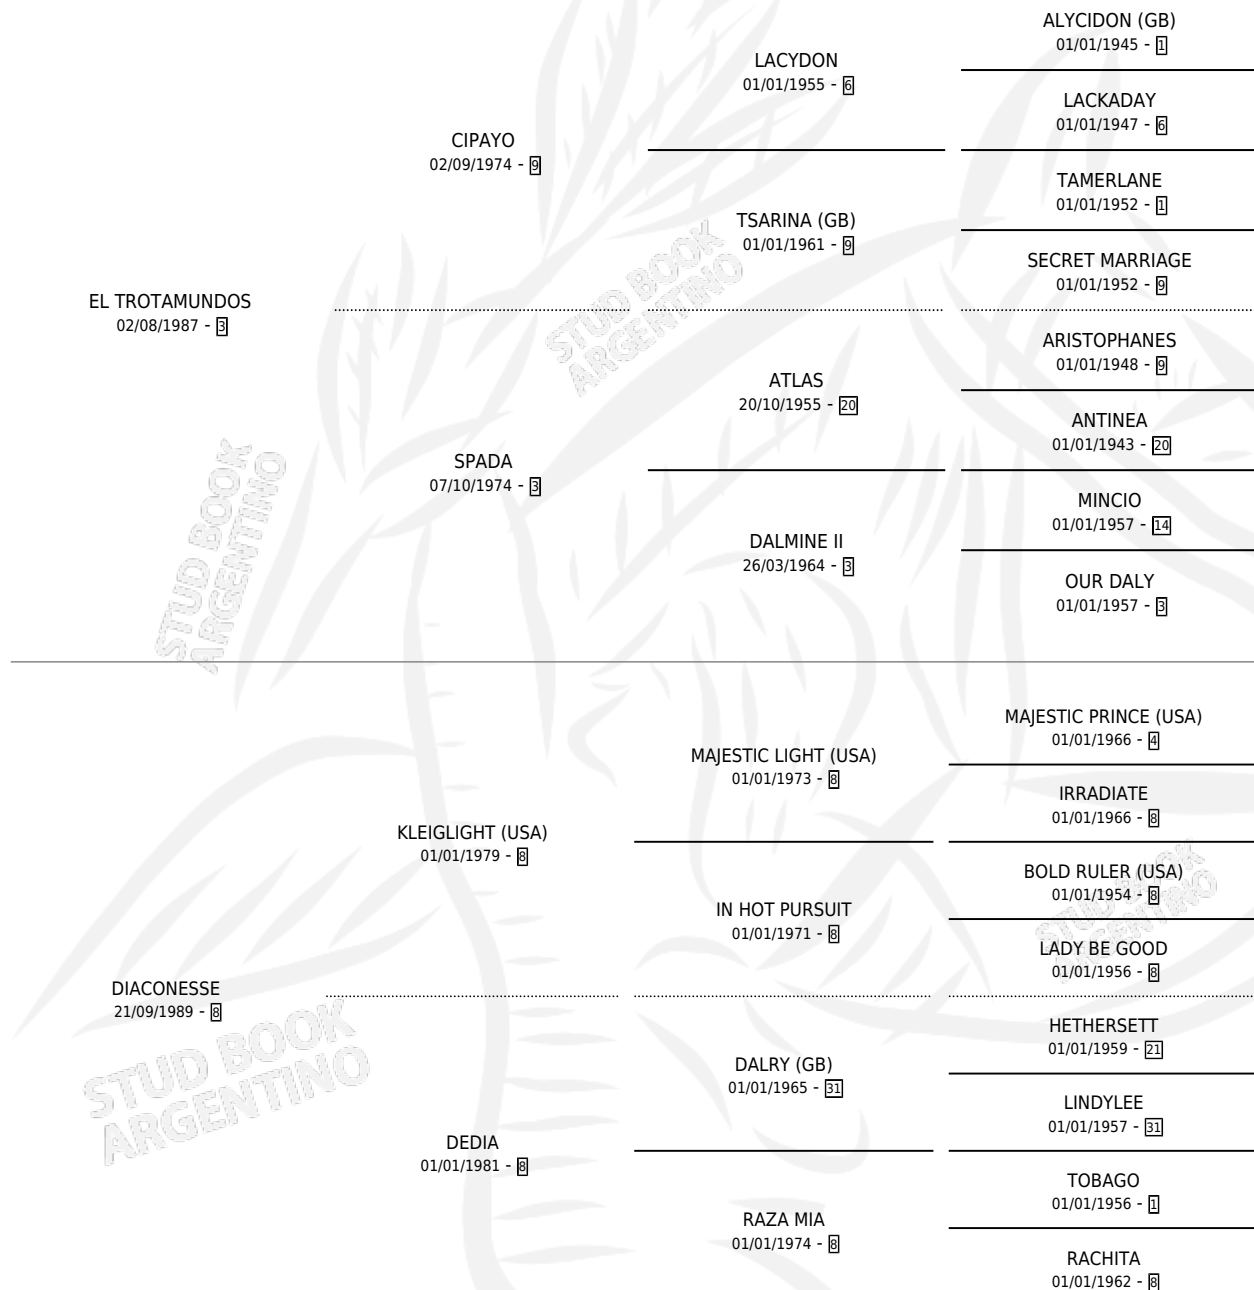 ALYCIDON (GB)
01/01/1945 - 1
LACYDON
01/01/1955 - 6
LACKADAY
01/01/1947 - 6
CIPAYO
02/09/1974 - 9
TAMERLANE
01/01/1952 - 1
TSARINA (GB)
01/01/1961 - 9
SECRET MARRIAGE
01/01/1952 - 9
EL TROTAMUNDOS
02/08/1987 - 3
STUD BOOK
ARGENTINO
ARISTOPHANES
01/01/1948 - 9
ATLAS
20/10/1955 - 20
ANTINEA
01/01/1943 - 20
SPADA
07/10/1974 - 3
MINCIO
01/01/1957 - 14
DALMINE II
26/03/1964 - 3
OUR DALY
01/01/1957 - 3
STUD BOOK
ARGENTINO
MAJESTIC PRINCE (USA)
01/01/1966 - 4
MAJESTIC LIGHT (USA)
01/01/1973 - 8
IRRADIATE
01/01/1966 - 8
KLEIGLIGHT (USA)
01/01/1979 - 8
BOLD RULER (USA)
01/01/1954 - 8
IN HOT PURSUIT
01/01/1971 - 8
LADY BE GOOD
01/01/1956 - 8
STUD BOOK
ARGENTINO
DIACONESSE
21/09/1989 - 8
HETHERSETT
01/01/1959 - 21
DALRY (GB)
01/01/1965 - 31
LINDYLEE
01/01/1957 - 31
STUD BOOK
ARGENTINO
DEDIA
01/01/1981 - 8
TOBAGO
01/01/1956 - 1
RAZA MIA
01/01/1974 - 8
RACHITA
01/01/1962 - 8